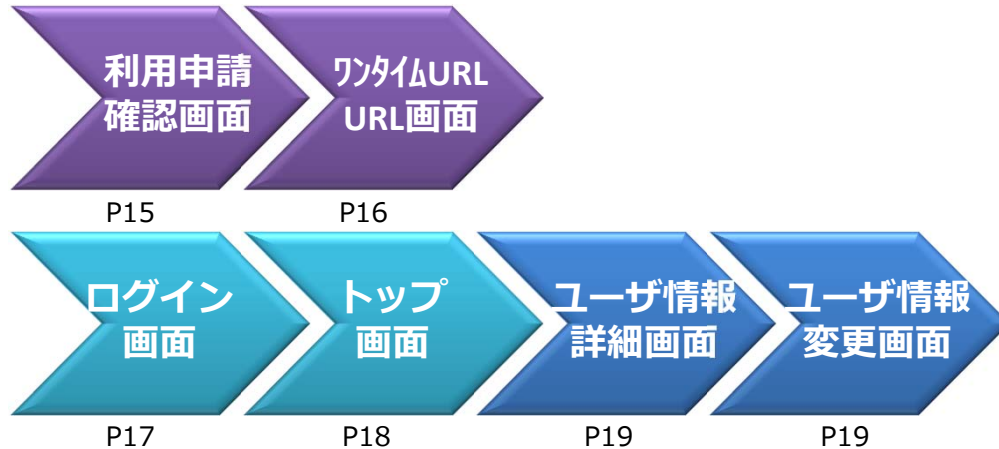 利用申請
確認画面
ﾜﾝﾀｲﾑURL
URL画面
P15
P16
ログイン
画面
トップ
画面
ユーザ情報
詳細画面
ユーザ情報
変更画面
P17
P18
P19
P19